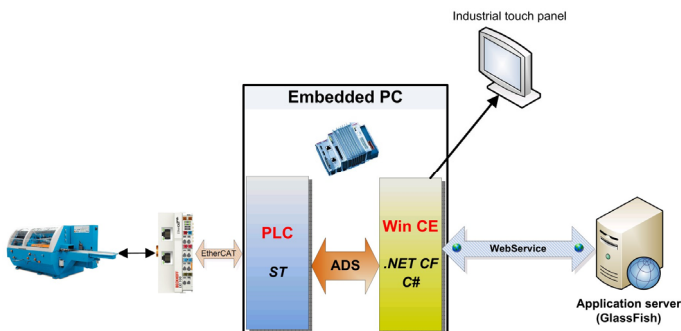 Industrial touch panel
Embedded PC
PLC
ST
EtherCAT
ADS
Win CE
.NET CF
C#
WebService
Application server
(GlassFish)